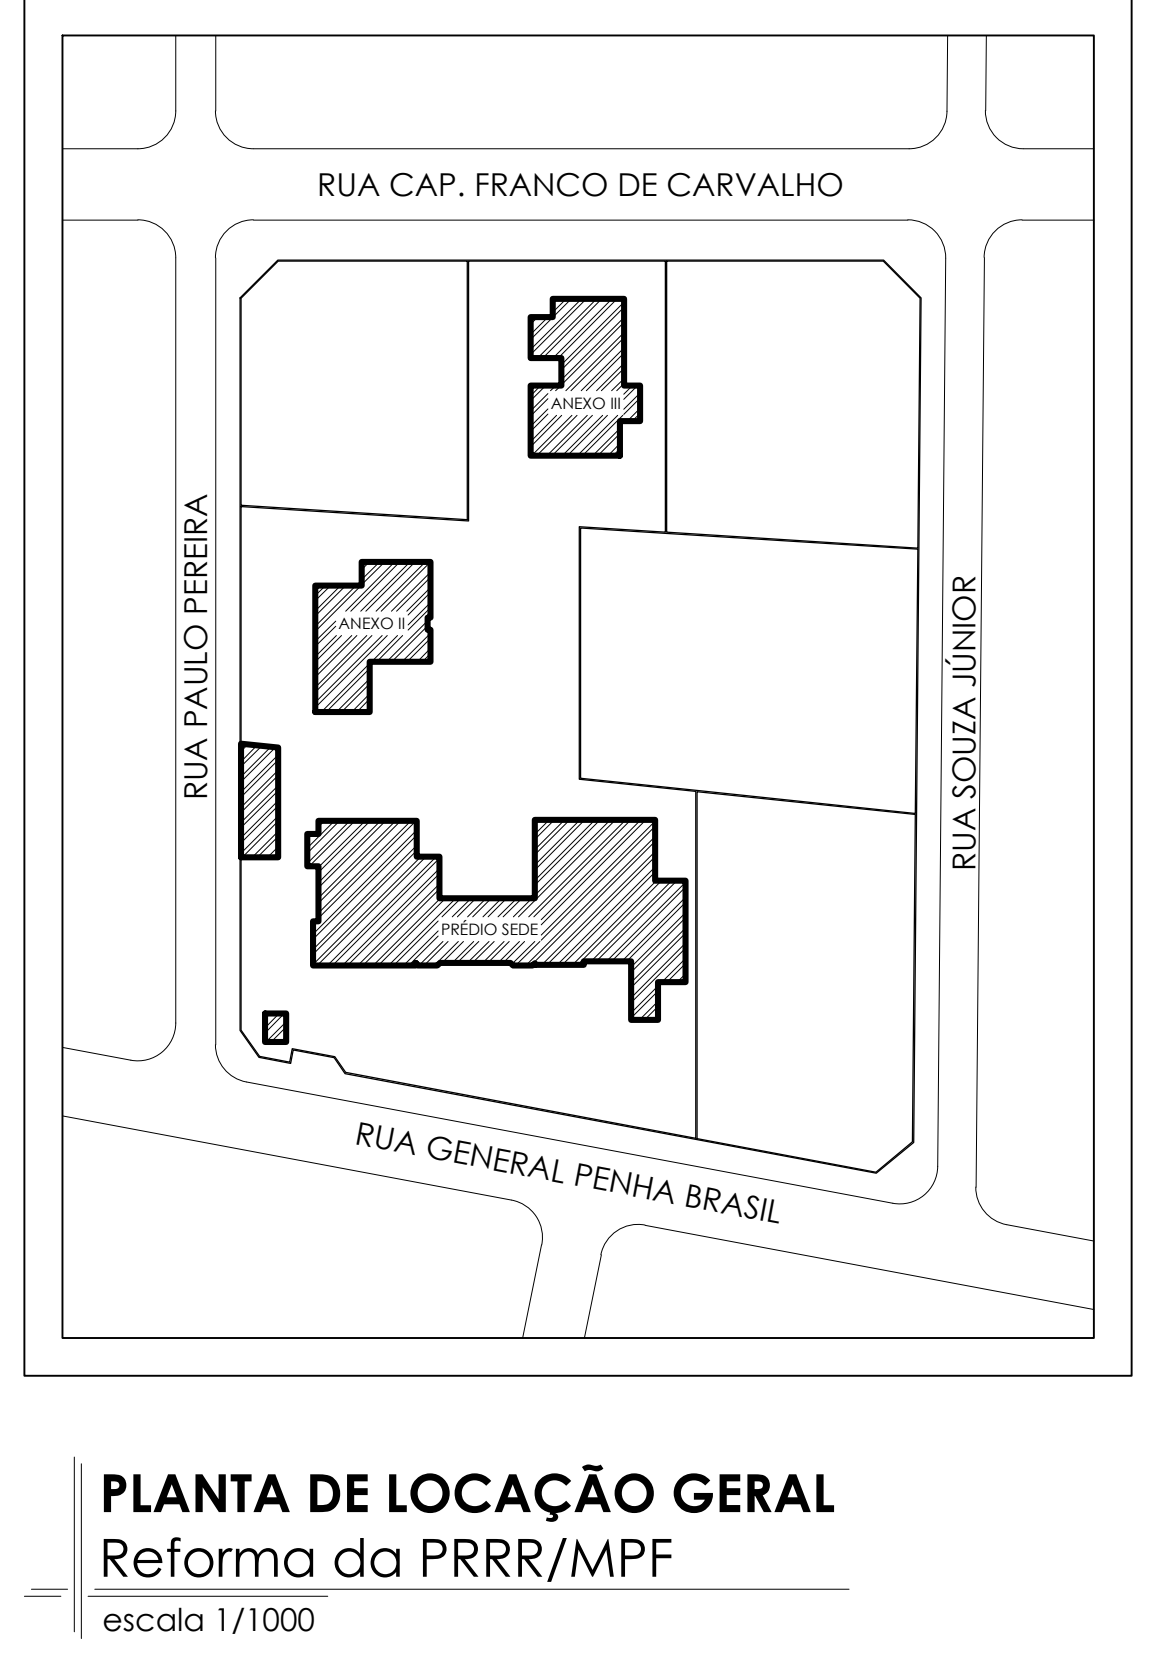 RUA CAP. FRANCO DE CARVALHO
ANEXO III
RUA PAULO PEREIRA
ANEXO II
RUA SOUZA JÚNIOR
PRÉDIO SEDE
RUA GENERAL PENHA BRASIL
PLANTA DE LOCAÇÃO GERAL
Reforma da PRRR/MPF
escala 1/1000